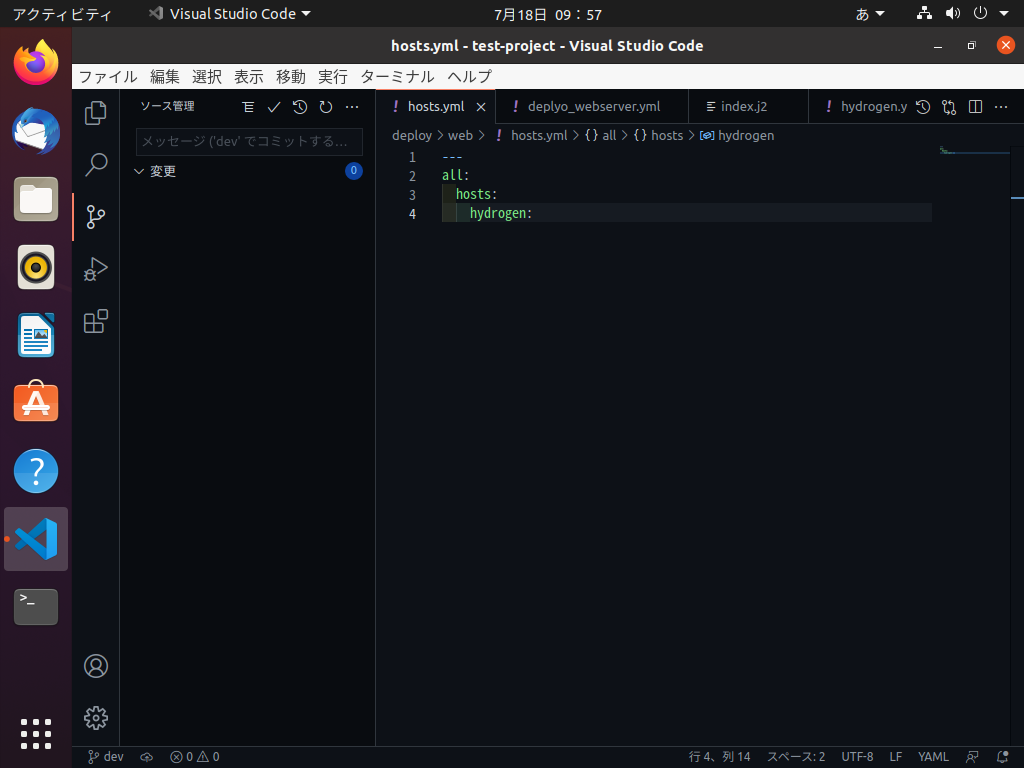 アクティビティ Visual Studio Code 7月18日 09：57 あ
hosts.yml - test-project - Visual Studio Code
ファイル 編集 選択 表示 移動 実行 ターミナル ヘルプ
ソース管理
メッセージ ('dev' でコミットする…
変更 0
! hosts.yml ! deplyo_webserver.yml index.j2 ! hydrogen.y
deploy > web > ! hosts.yml > {} all > {} hosts > hydrogen
1 ---
2 all:
3 hosts:
4 hydrogen:
>_
dev 0 0 行 4、列 14 スペース: 2 UTF-8 LF YAML